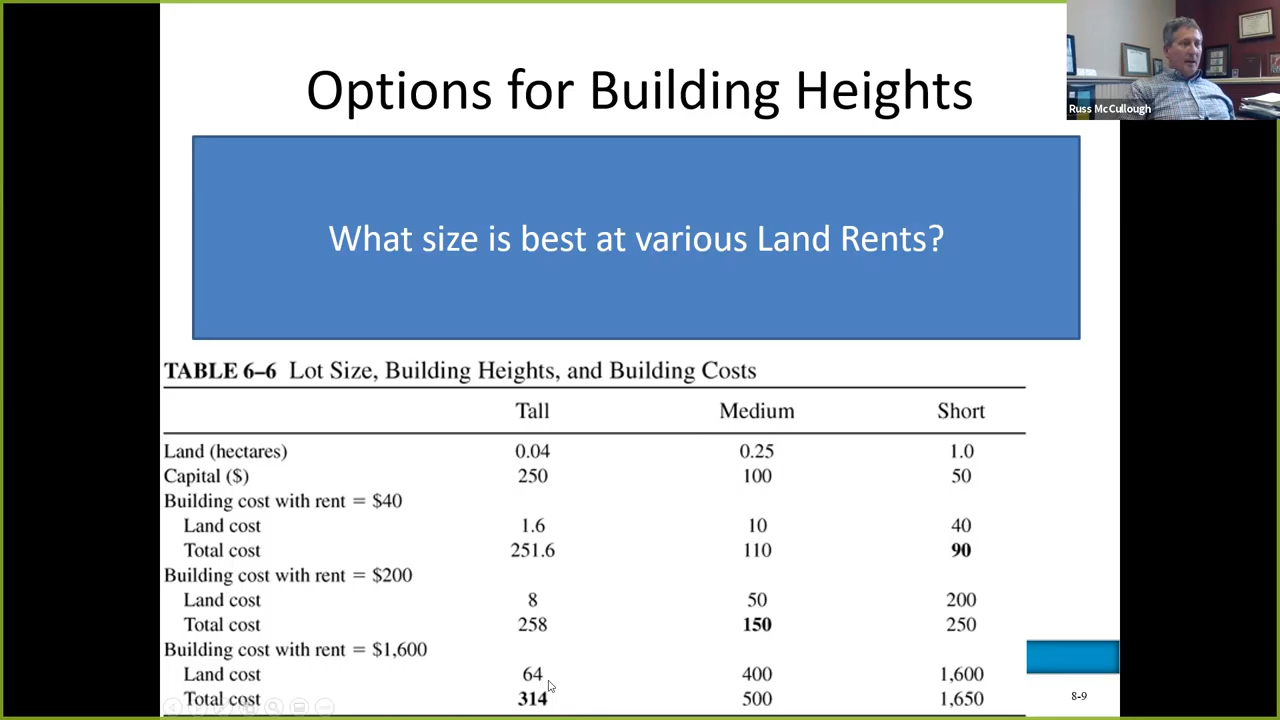 Options for Building Heights
Russ McCullough
What size is best at various Land Rents?
TABLE 6–6 Lot Size, Building Heights, and Building Costs
Tall Medium Short
Land (hectares) 0.04 0.25 1.0
Capital ($) 250 100 50
Building cost with rent = $40
Land cost 1.6 10 40
Total cost 251.6 110 90
Building cost with rent = $200
Land cost 8 50 200
Total cost 258 150 250
Building cost with rent = $1,600
Land cost 64 400 1,600
Total cost 314 500 1,650
8-9